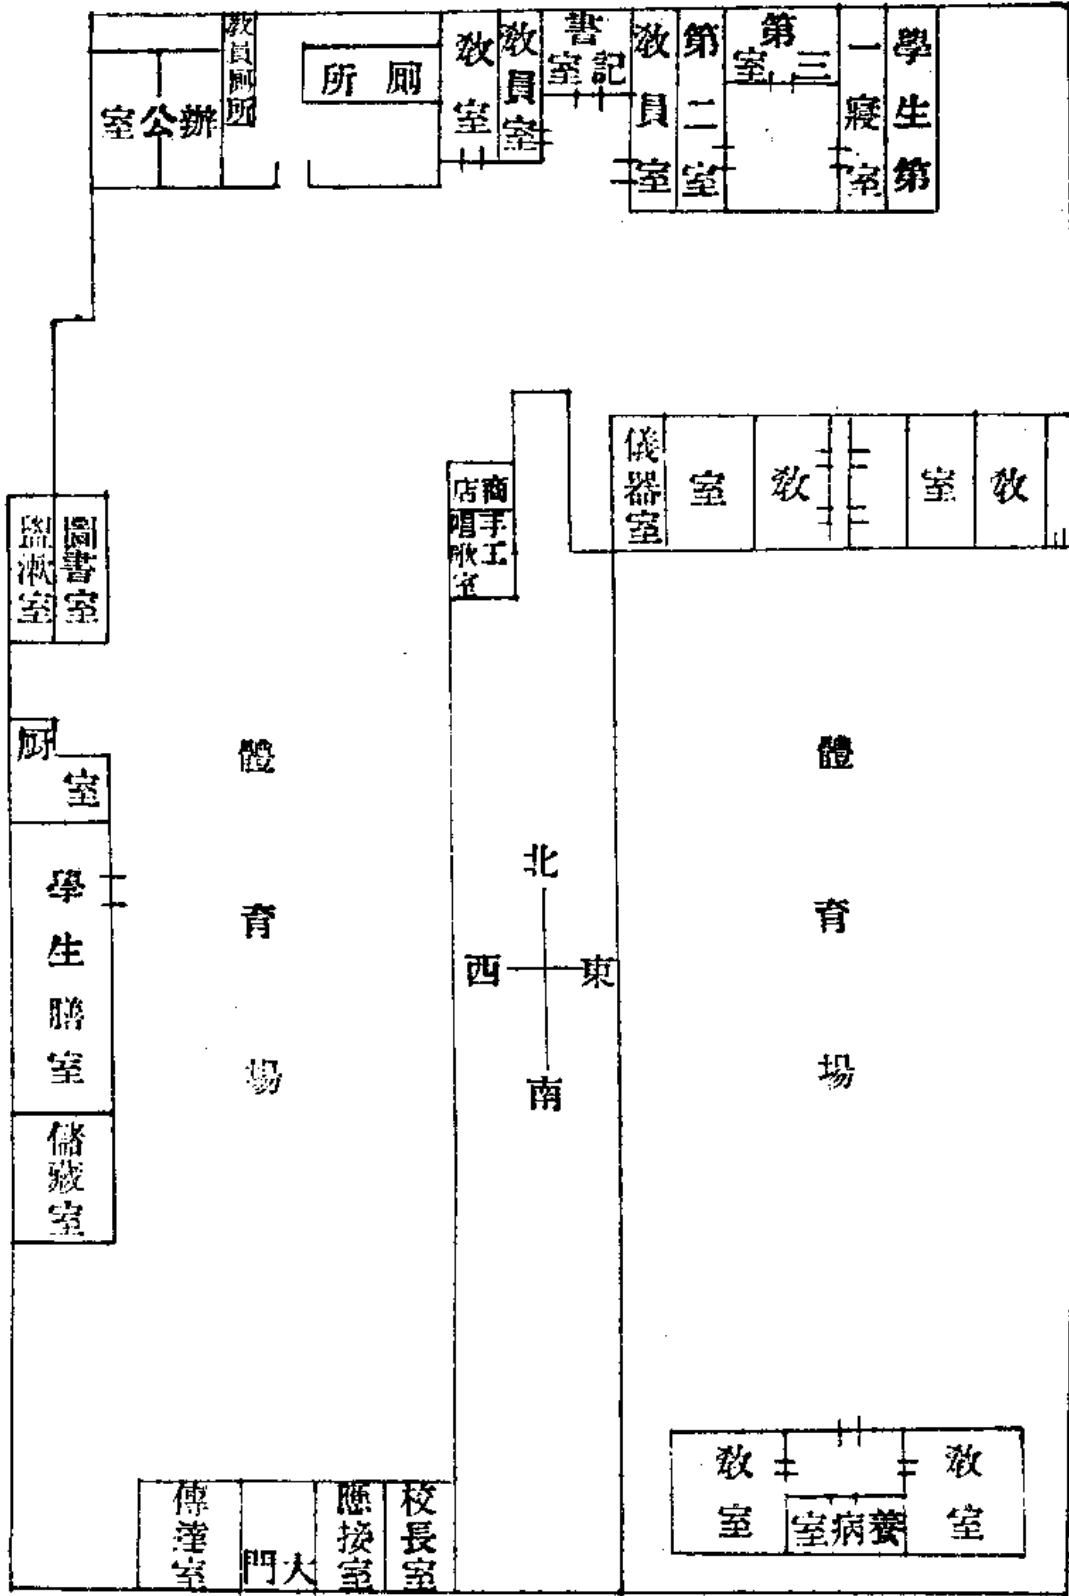 學生第一寢室
第三室
第二室
教員室
書記室
教員室
教室
厠所
教員厠所
辦公室
教室
教室
儀器室
商店
手工唱歌室
圖書室
盥漱室
厨室
學生膳室
儲藏室
體育場
體育場
北
東
西
南
教室
養病室
教室
校長室
應接室
大門
傳達室